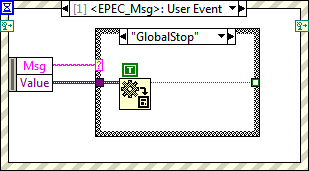 [1] <EPEC_Msg>: User Event
"GlobalStop"
Msg
?
T
Value